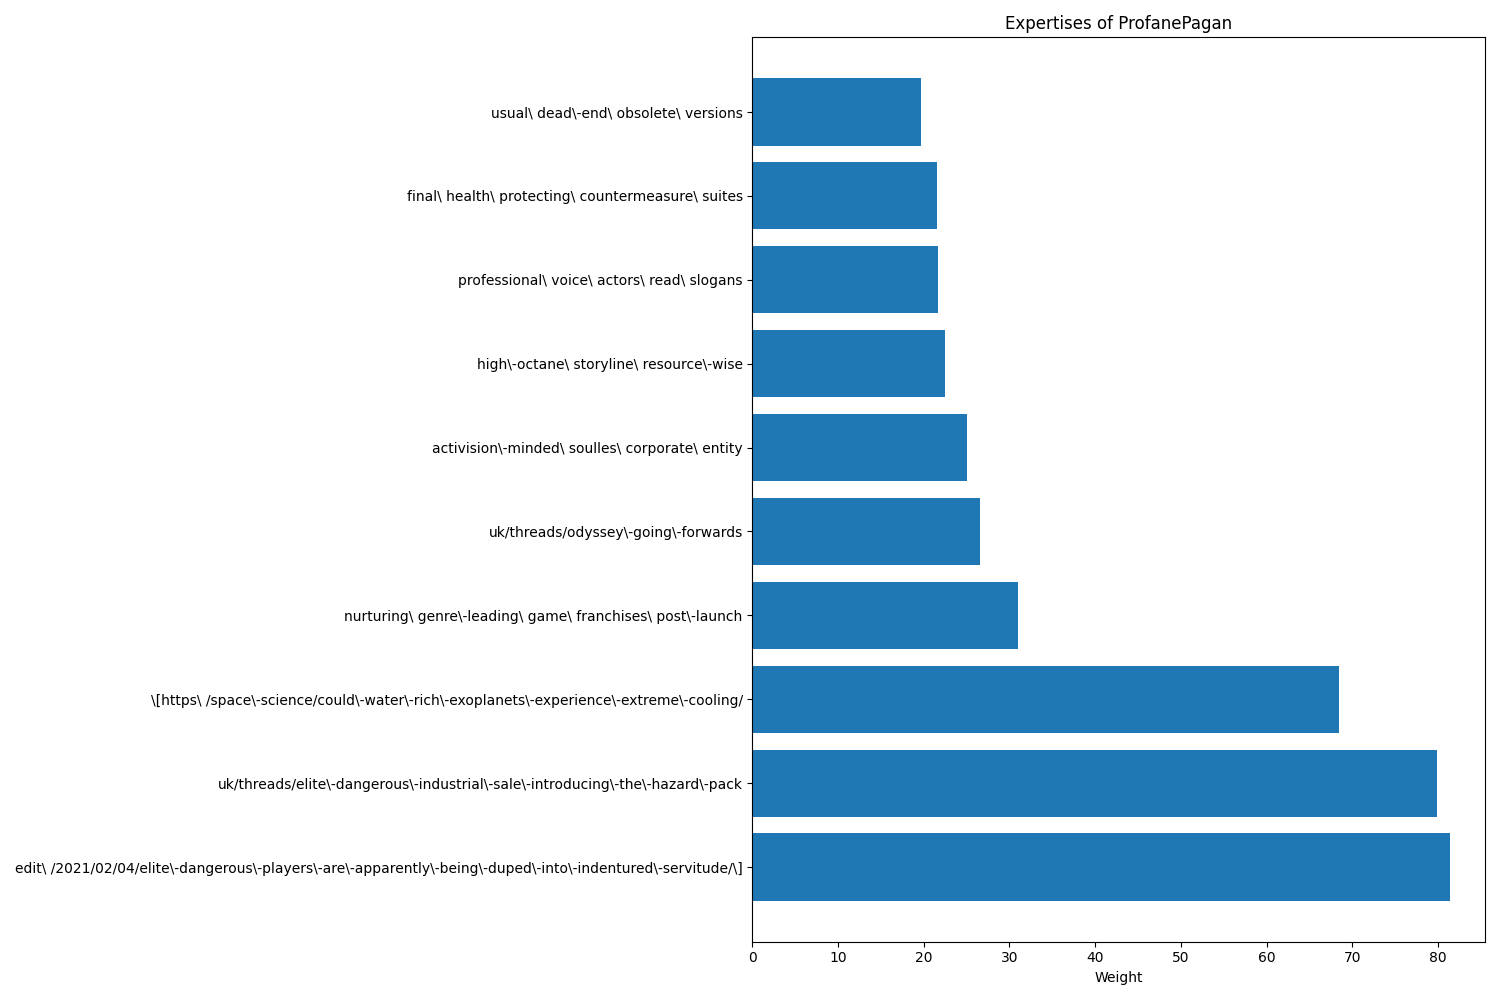 Expertises of ProfanePagan
usual\ dead\-end\ obsolete\ versions
final\ health\ protecting\ countermeasure\ suites
professional\ voice\ actors\ read\ slogans
high\-octane\ storyline\ resource\-wise
activision\-minded\ soulles\ corporate\ entity
uk/threads/odyssey\-going\-forwards
nurturing\ genre\-leading\ game\ franchises\ post\-launch
\[https\ /space\-science/could\-water\-rich\-exoplanets\-experience\-extreme\-cooling/
uk/threads/elite\-dangerous\-industrial\-sale\-introducing\-the\-hazard\-pack
edit\ /2021/02/04/elite\-dangerous\-players\-are\-apparently\-being\-duped\-into\-indentured\-servitude/\]
0 10 20 30 40 50 60 70 80
Weight